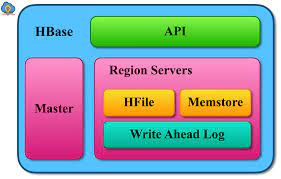 HBase
API
Master
Region Servers
HFile
Memstore
Write Ahead Log